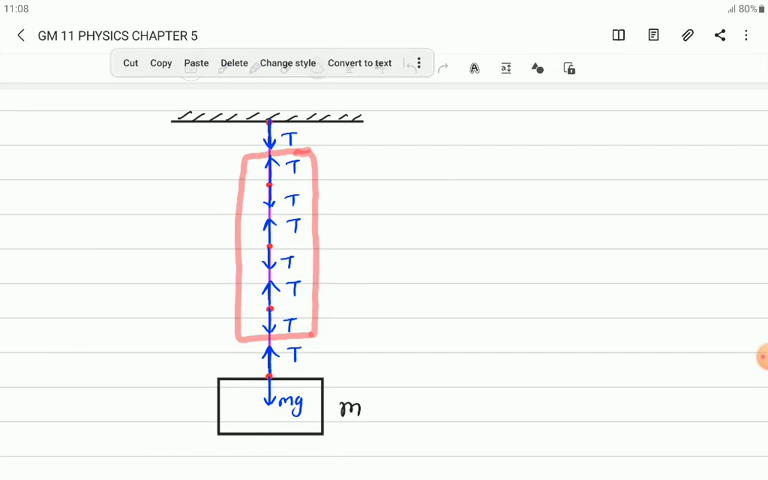 11:08
80%
GM 11 PHYSICS CHAPTER 5
Cut Copy Paste Delete Change style Convert to text
T
T
T
T
T
T
T
T
mg
m